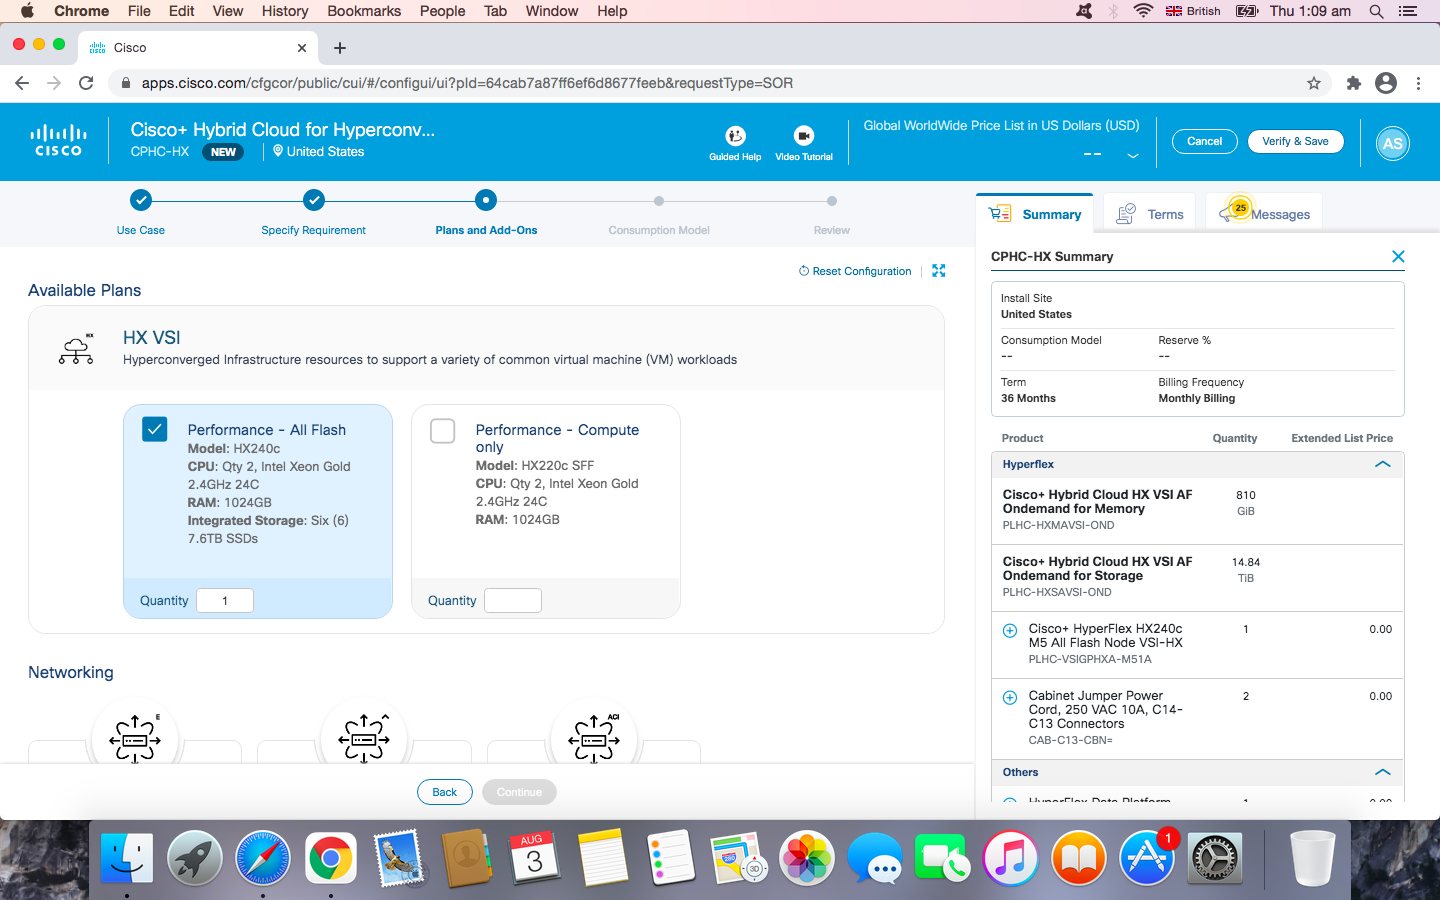 Chrome File Edit View History Bookmarks People Tab Window Help
British Thu 1:09 am
Cisco
apps.cisco.com/cfgcor/public/cui/#/configui/ui?pId=64cab7a87ff6ef6d8677feeb&requestType=SOR
CISCO
Cisco+ Hybrid Cloud for Hyperconv...
CPHC-HX NEW United States
Guided Help
Video Tutorial
Global WorldWide Price List in US Dollars (USD)
--
Cancel
Verify & Save
AS
Use Case
Specify Requirement
Plans and Add-Ons
Consumption Model
Review
Reset Configuration
Available Plans
HX
HX VSI
Hyperconverged Infrastructure resources to support a variety of common virtual machine (VM) workloads
Performance - All Flash
Model: HX240c
CPU: Qty 2, Intel Xeon Gold
2.4GHz 24C
RAM: 1024GB
Integrated Storage: Six (6)
7.6TB SSDs
Quantity 1
Performance - Compute
only
Model: HX220c SFF
CPU: Qty 2, Intel Xeon Gold
2.4GHz 24C
RAM: 1024GB
Quantity
Networking
E
ACI
Back
Continue
Summary
Terms
25
Messages
CPHC-HX Summary
Install Site
United States
Consumption Model Reserve %
-- --
Term Billing Frequency
36 Months Monthly Billing
Product Quantity Extended List Price
Hyperflex
Cisco+ Hybrid Cloud HX VSI AF 810
Ondemand for Memory GiB
PLHC-HXMAVSI-OND
Cisco+ Hybrid Cloud HX VSI AF 14.84
Ondemand for Storage TiB
PLHC-HXSAVSI-OND
Cisco+ HyperFlex HX240c 1 0.00
M5 All Flash Node VSI-HX
PLHC-VSIGPHXA-M51A
Cabinet Jumper Power 2 0.00
Cord, 250 VAC 10A, C14-
C13 Connectors
CAB-C13-CBN=
Others
HyperFlex Data Platform 1 0.00
AUG
3
280
3D
1